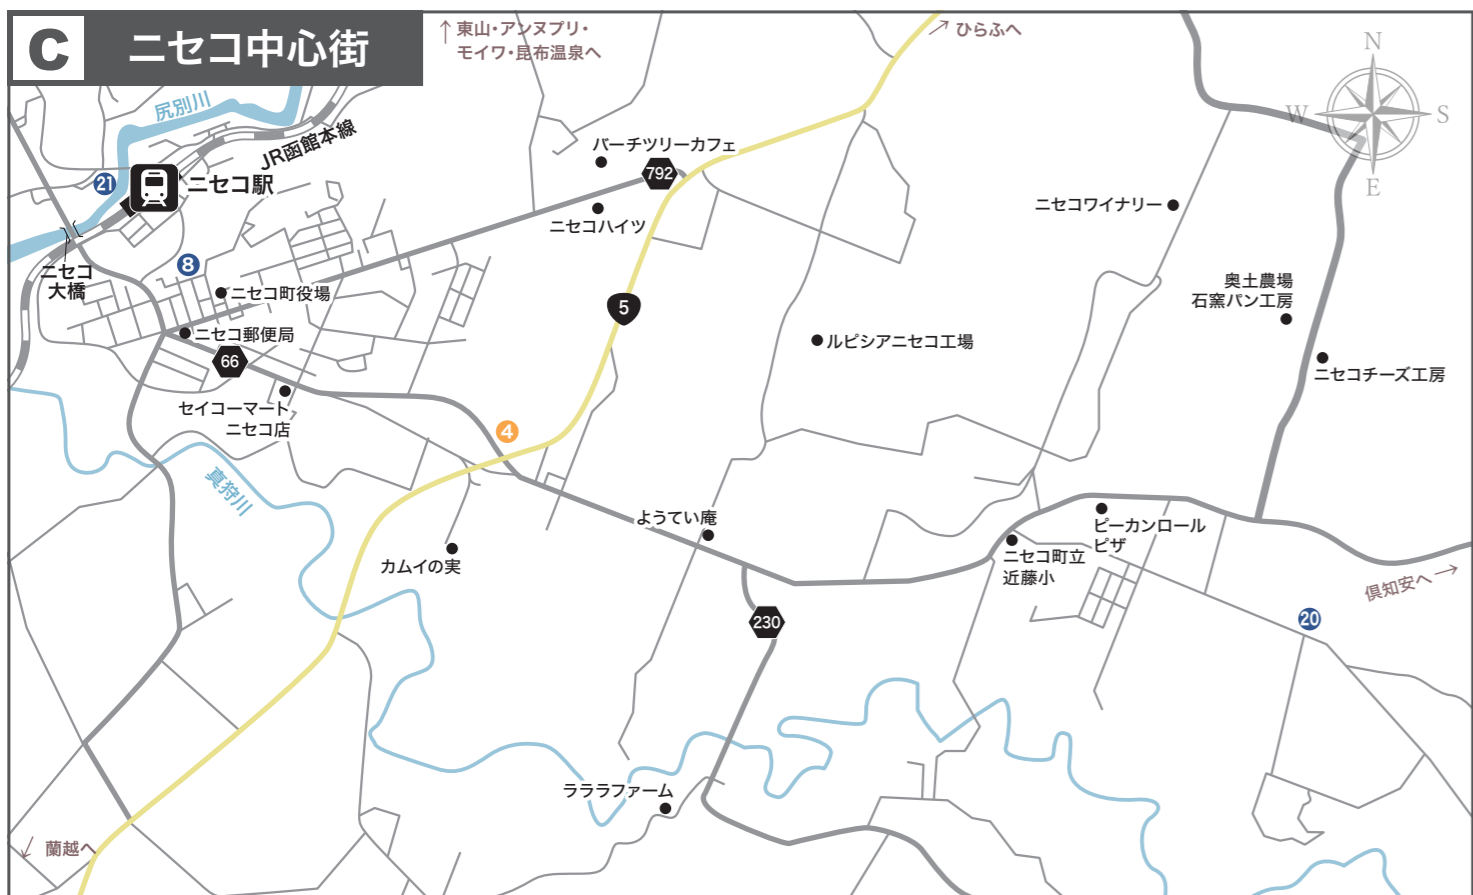 C ニセコ中心街
↑東山・アンヌプリ・
モイワ・昆布温泉へ
↗ひらふへ
N
W
S
E
尻別川
JR函館本線
21
ニセコ駅
バーチツリーカフェ
792
ニセコハイツ
ニセコワイナリー
8
ニセコ
大橋
ニセコ町役場
5
奥土農場
石窯パン工房
ニセコ郵便局
66
ルピシアニセコ工場
ニセコチーズ工房
セイコーマート
ニセコ店
4
真狩川
ようてい庵
ピーカンロール
ピザ
カムイの実
ニセコ町立
近藤小
倶知安へ→
230
20
ラララファーム
↙蘭越へ